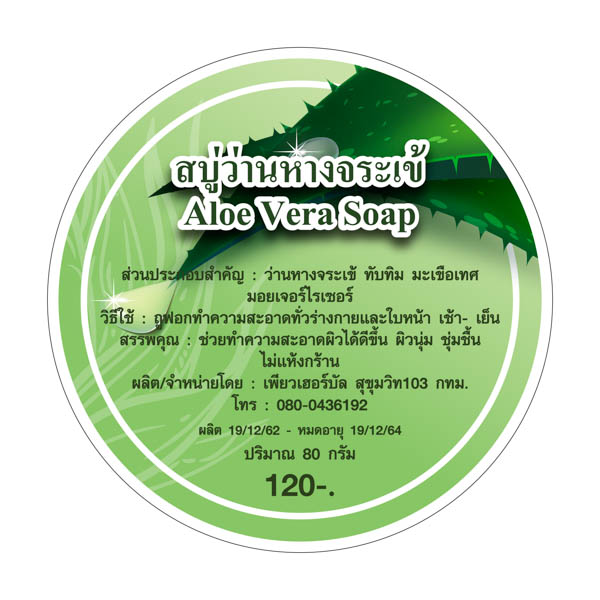 สบู่ว่านหางจระเข้
Aloe Vera Soap
ส่วนประกอบสำคัญ : ว่านหางจระเข้ ทับทิม มะเขือเทศ
มอยเจอร์ไรเซอร์
วิธีใช้ : ถูฟอกทำความสะอาดทั่วร่างกายและใบหน้า เช้า- เย็น
สรรพคุณ : ช่วยทำความสะอาดผิวได้ดีขึ้น ผิวนุ่ม ชุ่มชื้น
ไม่แห้งกร้าน
ผลิต/จำหน่ายโดย : เพียวเฮอร์บัล สุขุมวิท103 กทม.
โทร : 080-0436192
ผลิต 19/12/62 - หมดอายุ 19/12/64
ปริมาณ 80 กรัม
120-.